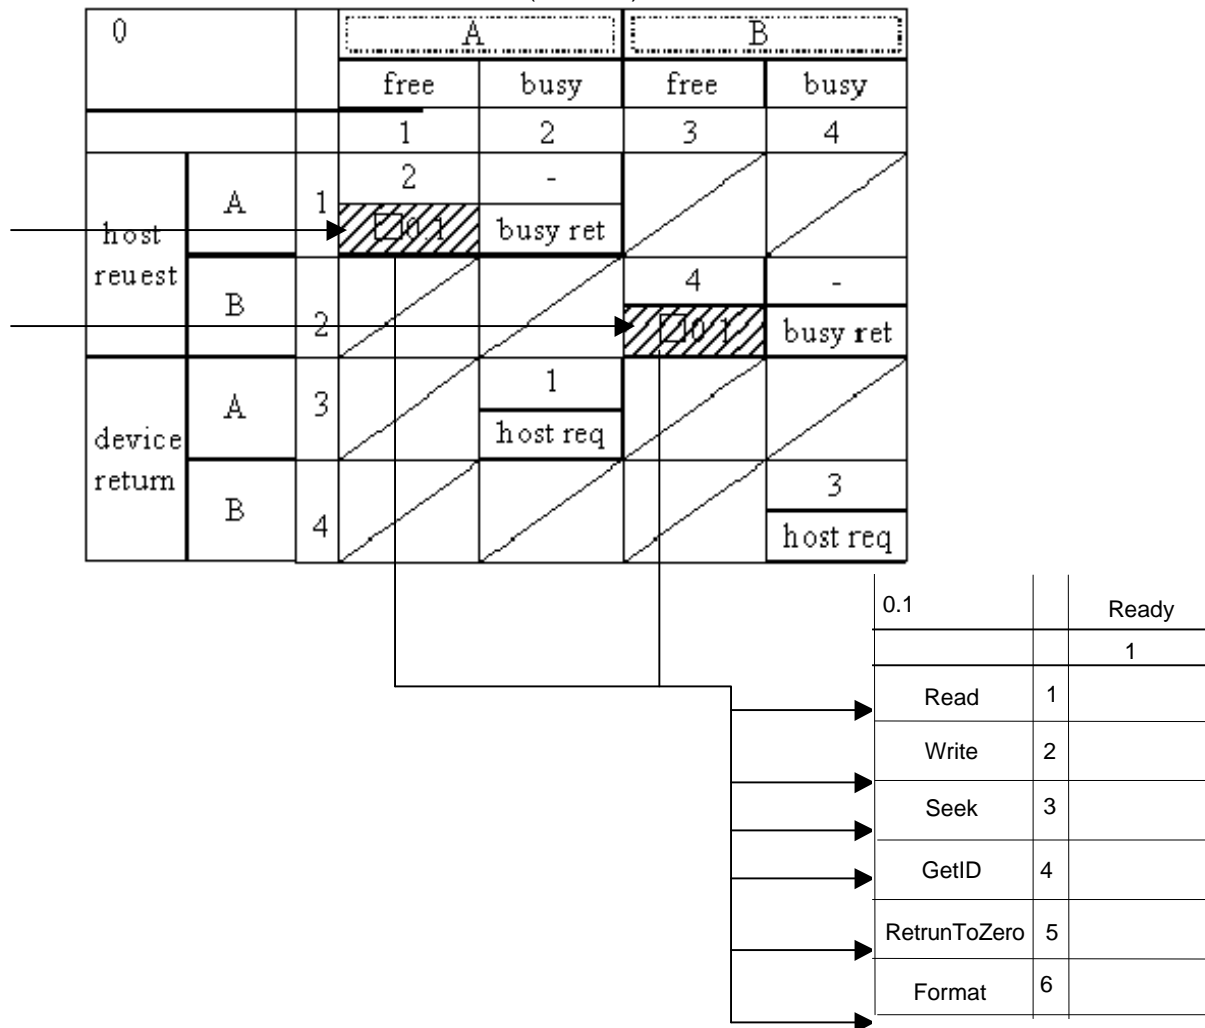 0 A B
free busy free busy
1 2 3 4
host reuest A 1 2 -
0.1 busy ret
B 2 4 -
0.1 busy ret
device return A 3 1
host req
B 4 3
host req
0.1 Ready
1
Read 1
Write 2
Seek 3
GetID 4
RetrunToZero 5
Format 6